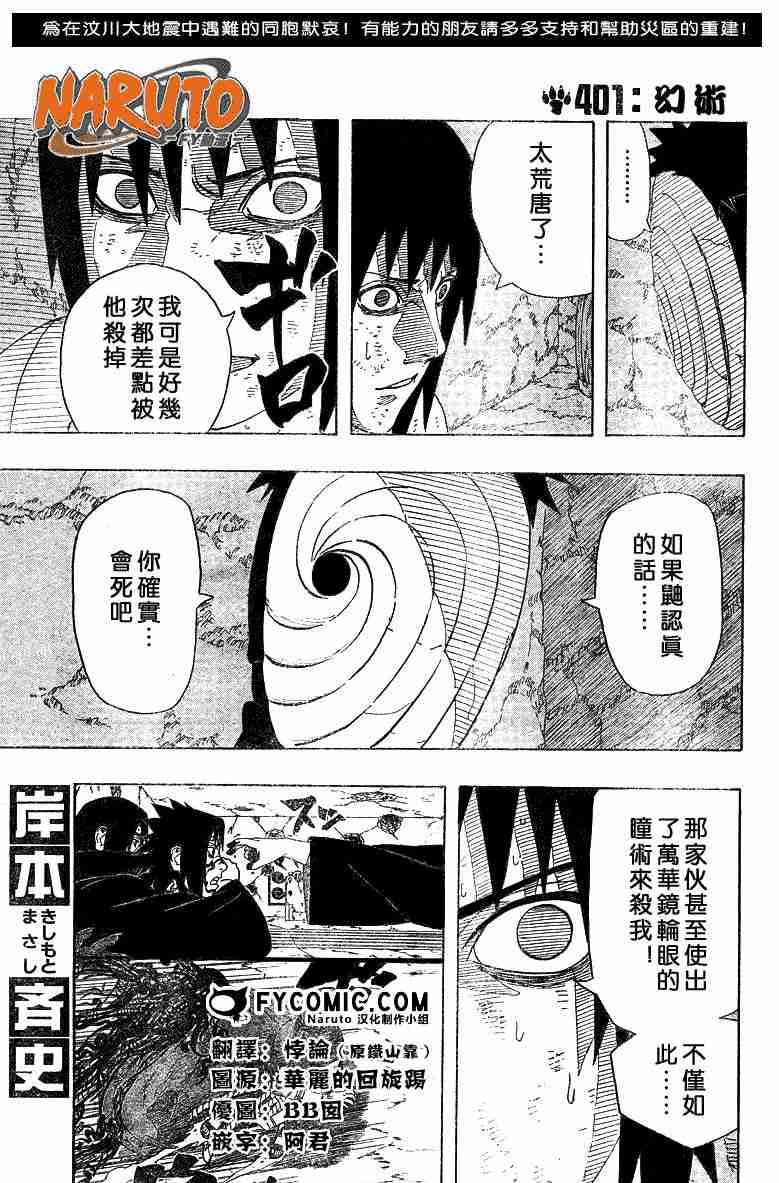 為在汶川大地震中遇難的同胞默哀！有能力的朋友請多多支持和幫助災區的重建！
NARUTO
401：幻術
………
太荒唐了…
ギロ
我可是好幾
次都差點被
他殺掉
如果鼬認真
的話……
你確實…
會死吧
那家伙甚至使出
了萬華鏡輪眼的
瞳術來殺我！
不僅如
此……
スッ
岸本斉史
きしもと
まさし
FYCOMIC.COM
Naruto 汉化制作小组
翻譯：悖論（原鐵山靠）
圖源：華麗的回旋踢
優圖：BB囡
嵌字：阿君